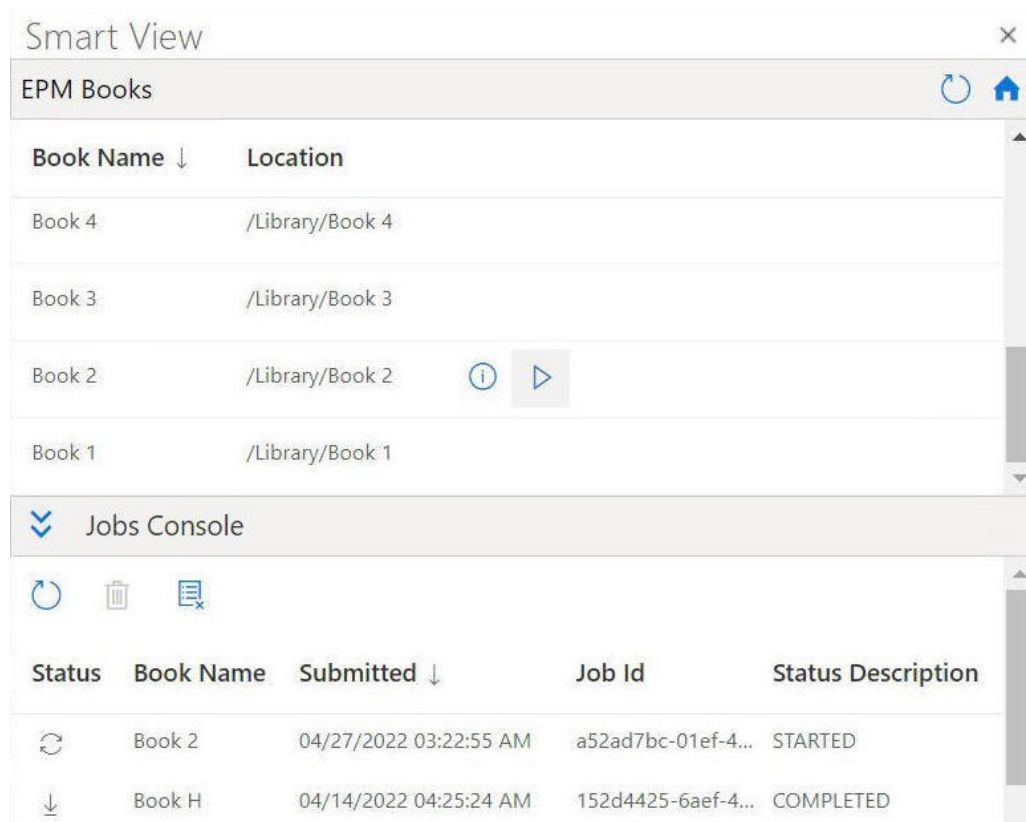 Smart View
EPM Books
Book Name ↓ Location
Book 4 /Library/Book 4
Book 3 /Library/Book 3
Book 2 /Library/Book 2
Book 1 /Library/Book 1
Jobs Console
Status Book Name Submitted ↓ Job Id Status Description
Book 2 04/27/2022 03:22:55 AM a52ad7bc-01ef-4... STARTED
Book H 04/14/2022 04:25:24 AM 152d4425-6aef-4... COMPLETED